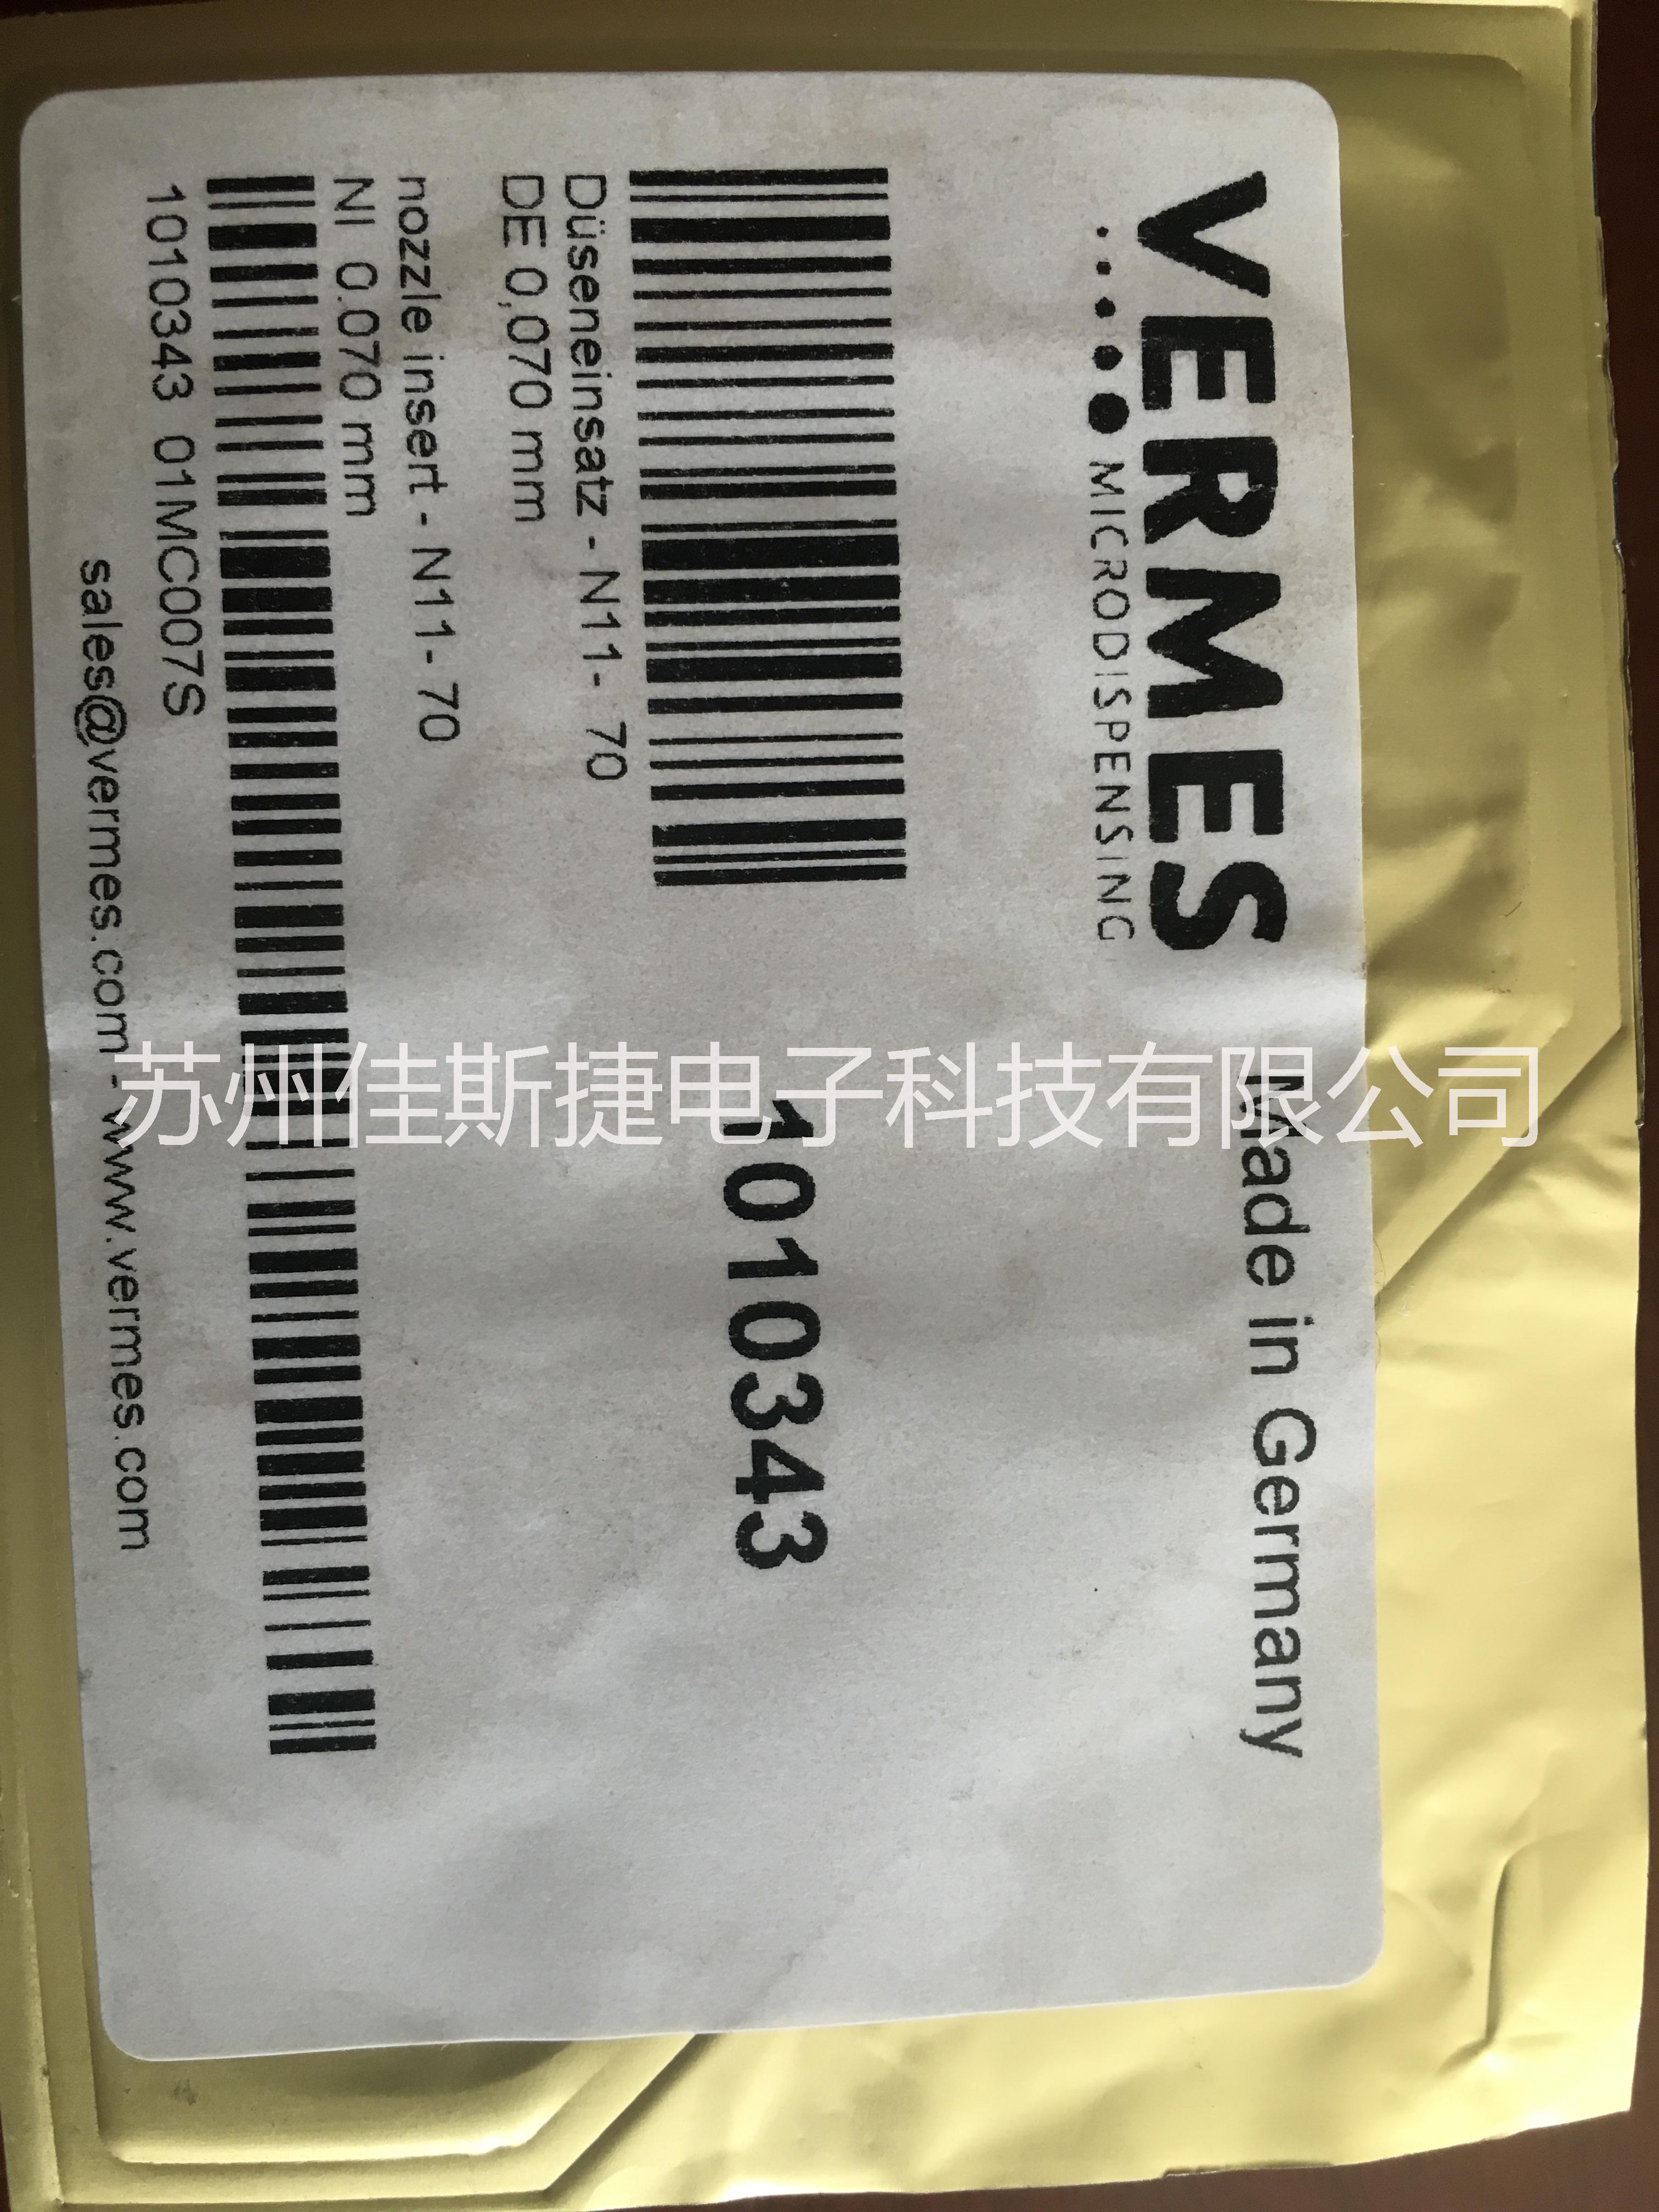 VERMES
MICRODISPENSING
Made in Germany
1010343
Düseneinsatz - N11- 70
DE 0,070 mm
nozzle insert - N11- 70
NI 0.070 mm
1010343 01MC007S
sales@vermes.com - www.vermes.com
苏州佳斯捷电子科技有限公司